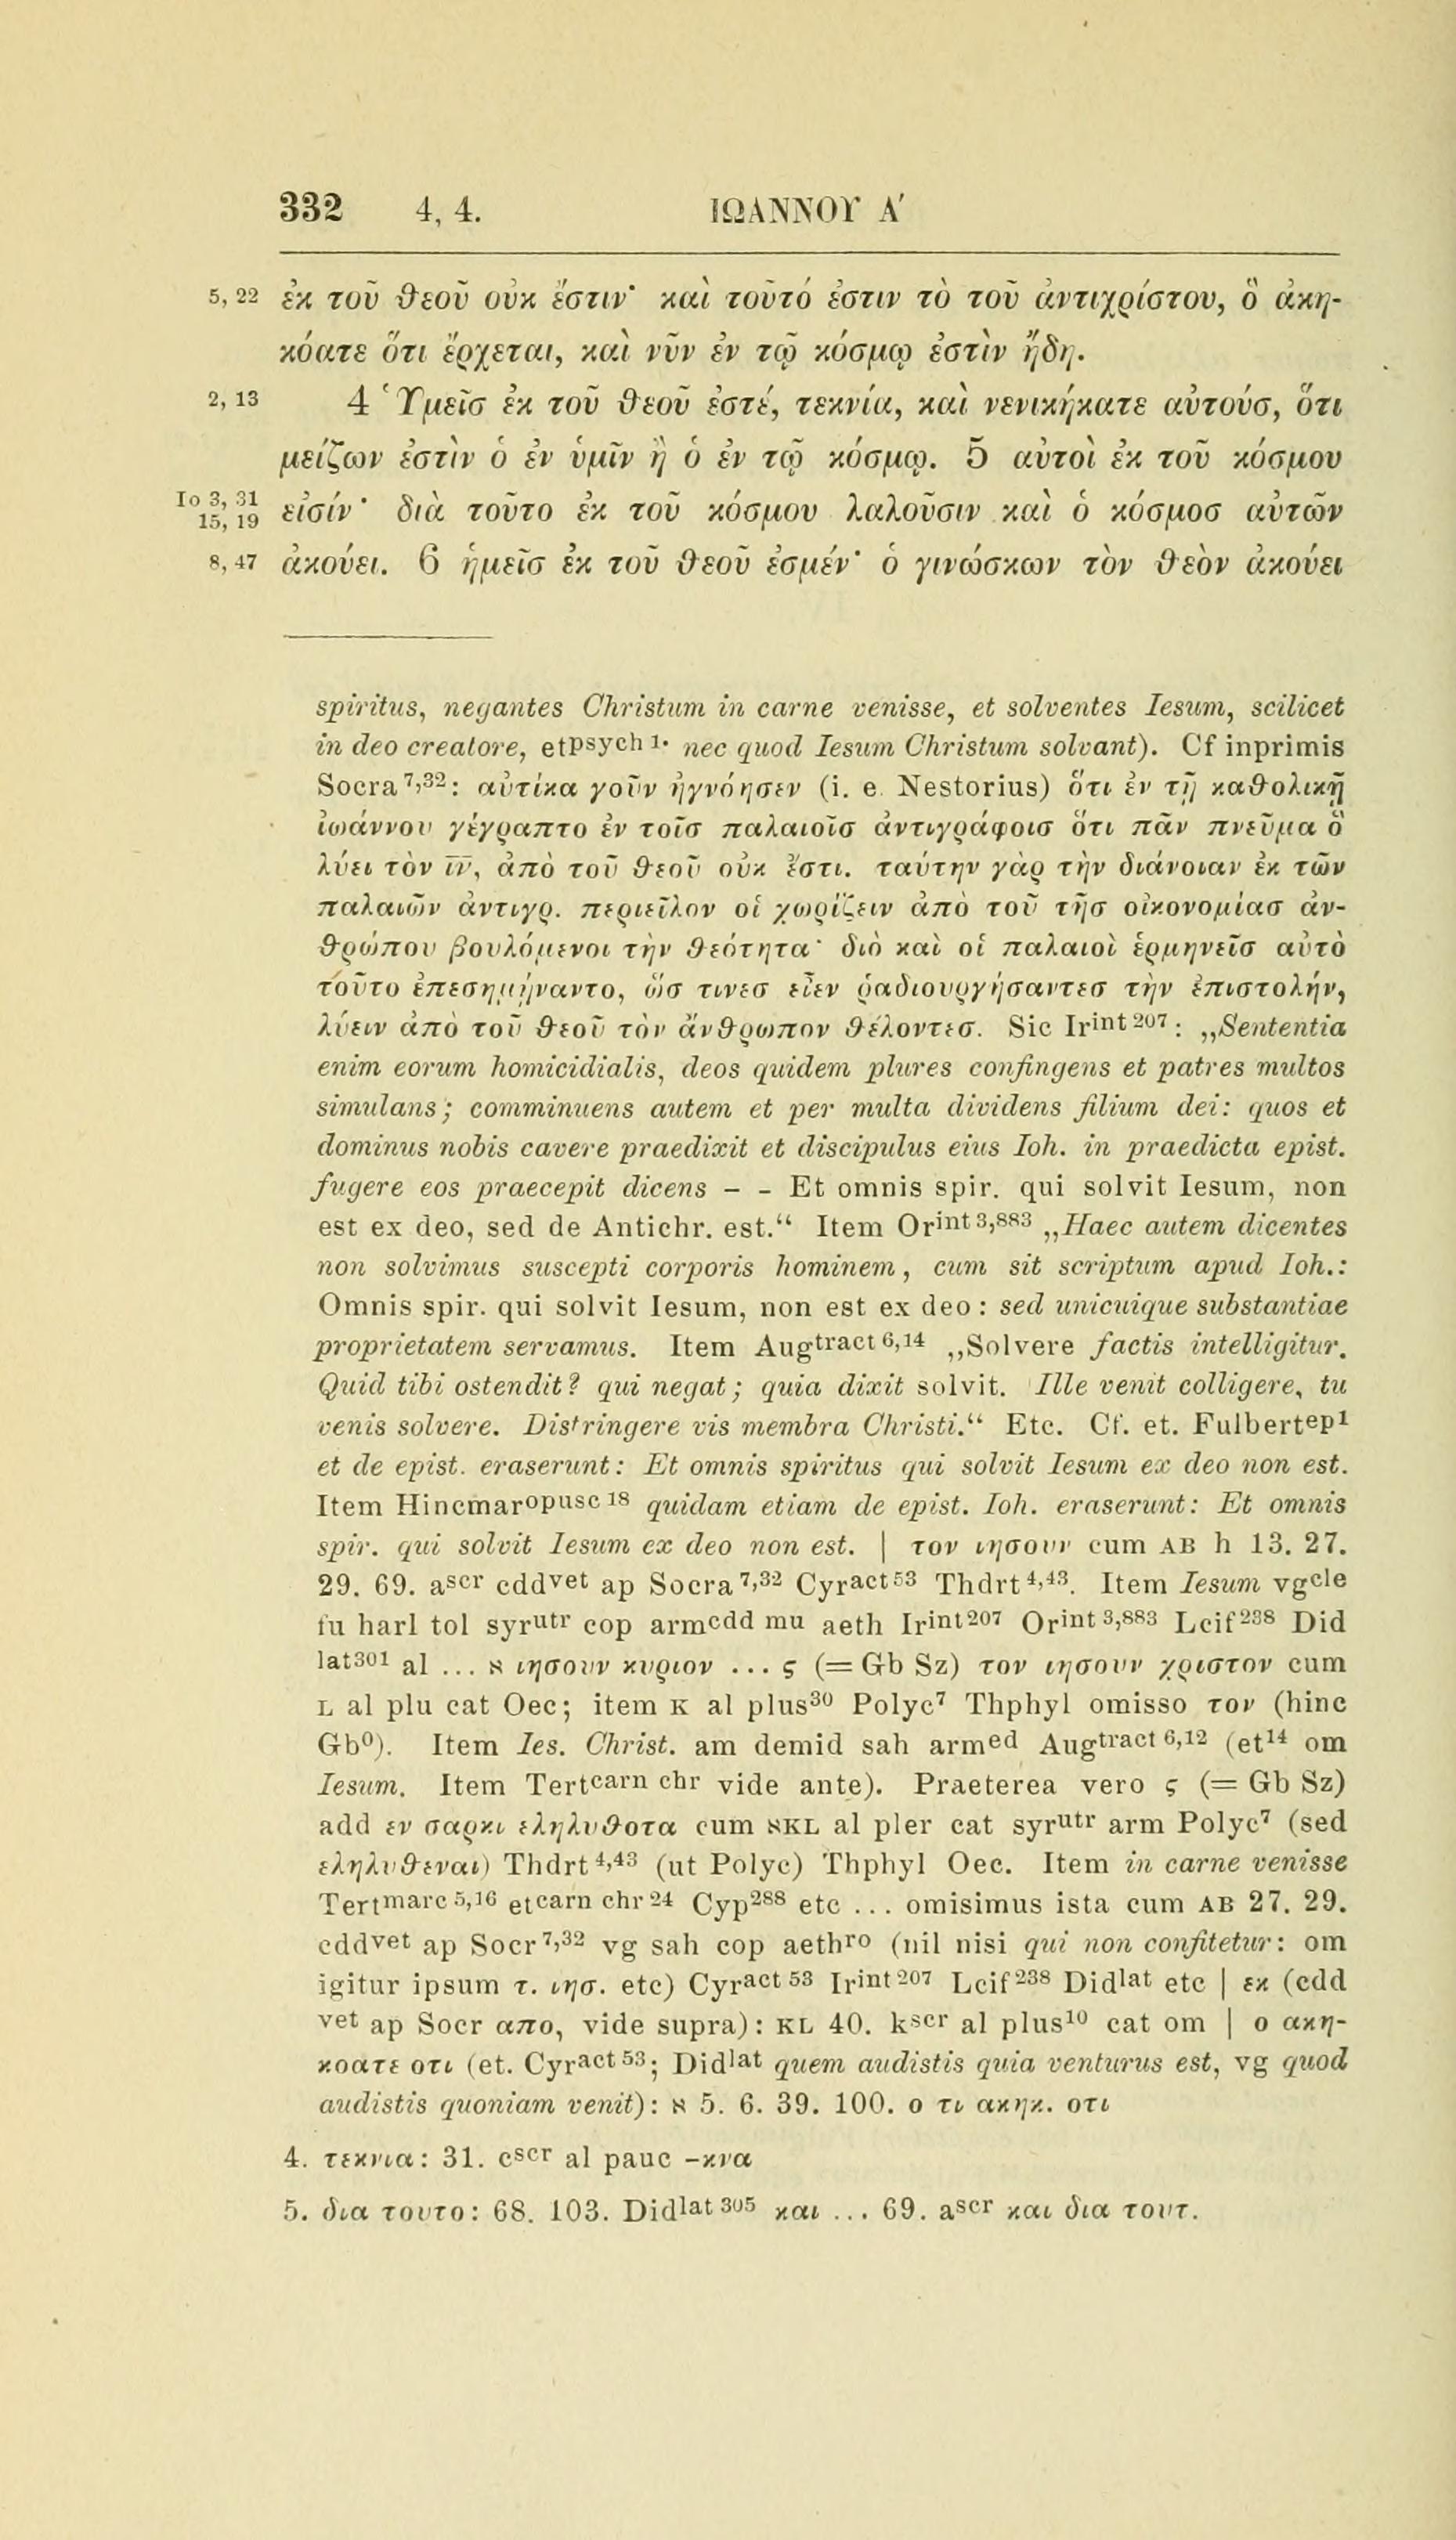 332 4, 4. ΙΩΑΝΝΟΥ Α′
5, 22 ἐκ τοῦ θεοῦ οὐκ ἔστιν· καὶ τοῦτό ἐστιν τὸ τοῦ ἀντιχρίστου, ὃ ἀκη-
κόατε ὅτι ἔρχεται, καὶ νῦν ἐν τῷ κόσμῳ ἐστὶν ἤδη.
2, 13 4 Ὑμεῖσ ἐκ τοῦ θεοῦ ἐστέ, τεκνία, καὶ νενικήκατε αὐτούσ, ὅτι
μείζων ἐστὶν ὁ ἐν ὑμῖν ἢ ὁ ἐν τῷ κόσμῳ. 5 αὐτοὶ ἐκ τοῦ κόσμου
Io 3, 31
15, 19 εἰσίν· διὰ τοῦτο ἐκ τοῦ κόσμου λαλοῦσιν καὶ ὁ κόσμοσ αὐτῶν
8, 47 ἀκούει. 6 ἡμεῖσ ἐκ τοῦ θεοῦ ἐσμέν· ὁ γινώσκων τὸν θεὸν ἀκούει
spiritus, negantes Christum in carne venisse, et solventes Iesum, scilicet
in deo creatore, etpsych 1. nec quod Iesum Christum solvant). Cf inprimis
Socra7,32: αὐτίκα γοῦν ἠγνόησεν (i. e. Nestorius) ὅτι ἐν τῇ καθολικῇ
ἰωάννου γέγραπτο ἐν τοῖσ παλαιοῖσ ἀντιγράφοισ ὅτι πᾶν πνεῦμα ὃ
λύει τὸν ι̅ν̅, ἀπὸ τοῦ θεοῦ οὐκ ἔστι. ταύτην γὰρ τὴν διάνοιαν ἐκ τῶν
παλαιῶν ἀντιγρ. περιεῖλον οἱ χωρίζειν ἀπὸ τοῦ τῆσ οἰκονομίασ ἀν-
θρώπου βουλόμενοι τὴν θεότητα· διὸ καὶ οἱ παλαιοὶ ἑρμηνεῖσ αὐτὸ
τοῦτο ἐπεσημήναντο, ὥσ τινεσ εἶεν ῥαδιουργήσαντεσ τὴν ἐπιστολήν,
λύειν ἀπὸ τοῦ θεοῦ τὸν ἄνθρωπον θέλοντεσ. Sic Irint207: „Sententia
enim eorum homicidialis, deos quidem plures confingens et patres multos
simulans; comminuens autem et per multa dividens filium dei: quos et
dominus nobis cavere praedixit et discipulus eius Ioh. in praedicta epist.
fugere eos praecepit dicens – – Et omnis spir. qui solvit Iesum, non
est ex deo, sed de Antichr. est.“ Item Orint3,883 „Haec autem dicentes
non solvimus suscepti corporis hominem, cum sit scriptum apud Ioh.:
Omnis spir. qui solvit Iesum, non est ex deo: sed unicuique substantiae
proprietatem servamus. Item Augtract6,14 „Solvere factis intelligitur.
Quid tibi ostendit? qui negat; quia dixit solvit. Ille venit colligere, tu
venis solvere. Distringere vis membra Christi.“ Etc. Cf. et. Fulbertep1
et de epist. eraserunt: Et omnis spiritus qui solvit Iesum ex deo non est.
Item Hincmaropusc18 quidam etiam de epist. Ioh. eraserunt: Et omnis
spir. qui solvit Iesum ex deo non est. | τον ιησουν cum AB h 13. 27.
29. 69. ascr cddvet ap Socra7,32 Cyract53 Thdrt4,43. Item Iesum vgcle
fu harl tol syrutr cop armcdd mu aeth Irint207 Orint3,883 Lcif238 Did
lat301 al ... א ιησουν κυριον ... ς (= Gb Sz) τον ιησουν χριστον cum
L al plu cat Oec; item K al plus30 Polyc7 Thphyl omisso τον (hinc
Gb0). Item Ies. Christ. am demid sah armed Augtract6,12 (et14 om
Iesum. Item Tertcarn chr vide ante). Praeterea vero ς (= Gb Sz)
add εν σαρκι εληλυθοτα cum אKL al pler cat syrutr arm Polyc7 (sed
εληλυθεναι) Thdrt4,43 (ut Polyc) Thphyl Oec. Item in carne venisse
Tertmarc5,16 etcarn chr24 Cyp288 etc ... omisimus ista cum AB 27. 29.
cddvet ap Socr7,32 vg sah cop aethro (nil nisi qui non confitetur: om
igitur ipsum τ. ιησ. etc) Cyract53 Irint207 Lcif238 Didlat etc | εκ (cdd
vet ap Socr απο, vide supra): KL 40. kscr al plus10 cat om | ο ακη-
κοατε οτι (et. Cyract53; Didlat quem audistis quia venturus est, vg quod
audistis quoniam venit): א 5. 6. 39. 100. ο τι ακηκ. οτι
4. τεκνια: 31. cscr al pauc -κνα
5. δια τουτο: 68. 103. Didlat305 και ... 69. ascr και δια τουτ.